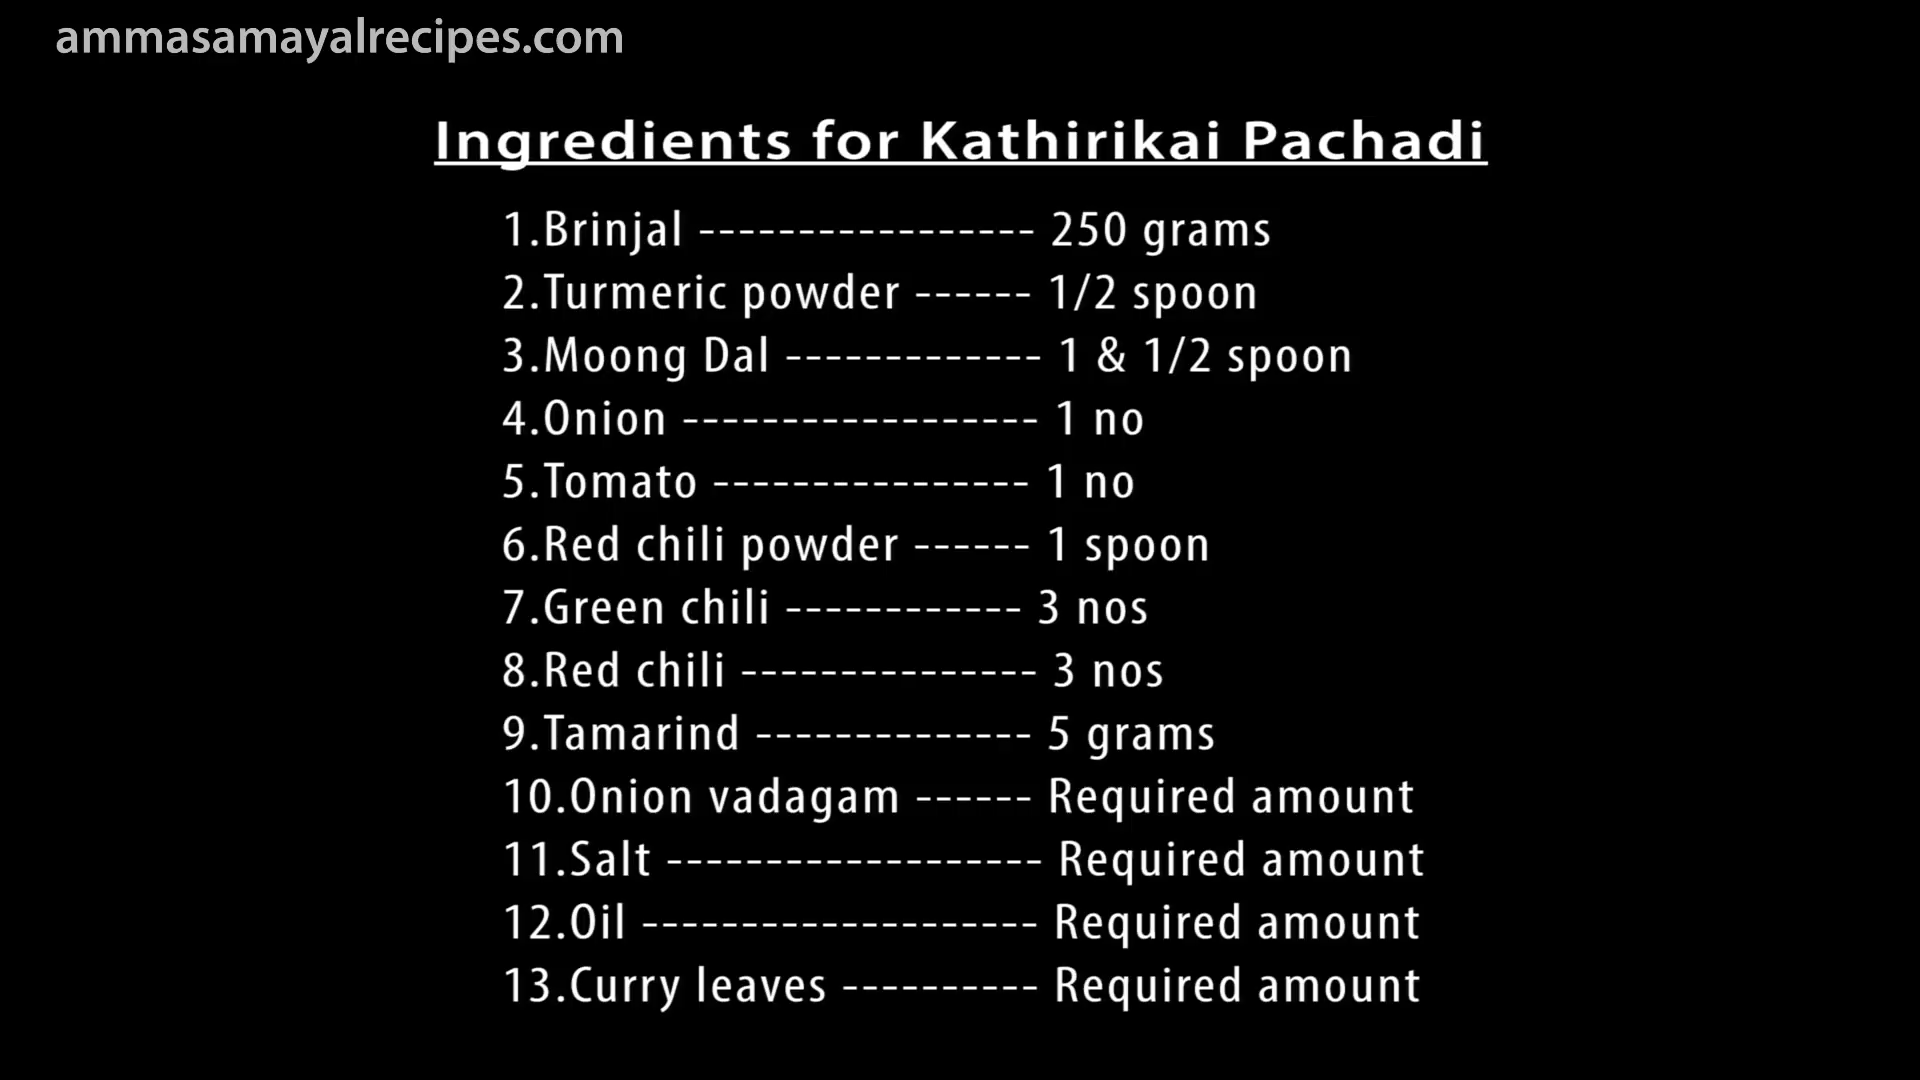 ammasamayalrecipes.com
Ingredients for Kathirikai Pachadi
1.Brinjal ----------------- 250 grams
2.Turmeric powder ------ 1/2 spoon
3.Moong Dal ------------- 1 & 1/2 spoon
4.Onion ------------------ 1 no
5.Tomato ---------------- 1 no
6.Red chili powder ------ 1 spoon
7.Green chili ------------ 3 nos
8.Red chili --------------- 3 nos
9.Tamarind -------------- 5 grams
10.Onion vadagam ------ Required amount
11.Salt ------------------- Required amount
12.Oil -------------------- Required amount
13.Curry leaves ---------- Required amount